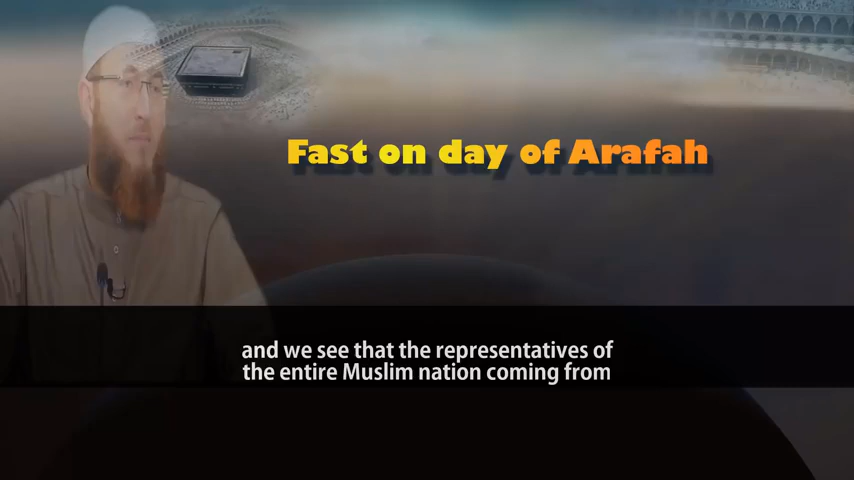 Fast on day of Arafah
and we see that the representatives of
the entire Muslim nation coming from